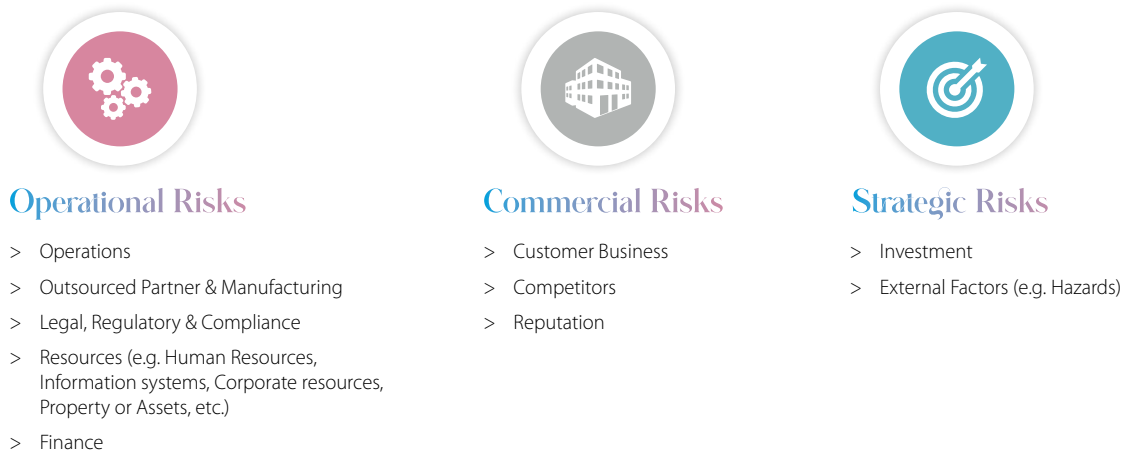 Operational Risks
> Operations
> Outsourced Partner & Manufacturing
> Legal, Regulatory & Compliance
> Resources (e.g. Human Resources,
Information systems, Corporate resources,
Property or Assets, etc.)
> Finance
Commercial Risks
> Customer Business
> Competitors
> Reputation
Strategic Risks
> Investment
> External Factors (e.g. Hazards)